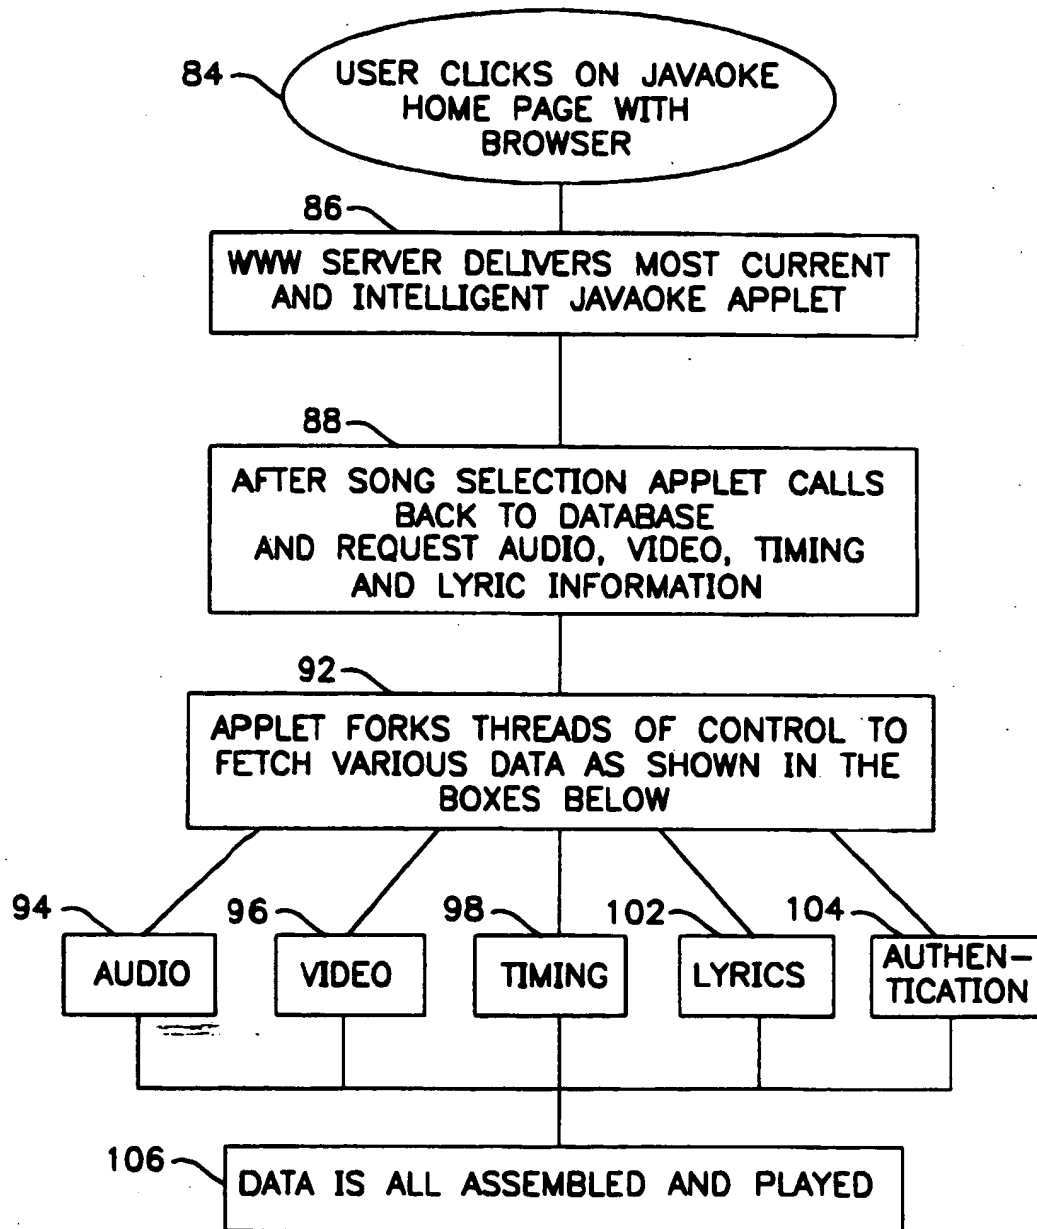 84
USER CLICKS ON JAVAOKE
HOME PAGE WITH
BROWSER
86
WWW SERVER DELIVERS MOST CURRENT
AND INTELLIGENT JAVAOKE APPLET
88
AFTER SONG SELECTION APPLET CALLS
BACK TO DATABASE
AND REQUEST AUDIO, VIDEO, TIMING
AND LYRIC INFORMATION
92
APPLET FORKS THREADS OF CONTROL TO
FETCH VARIOUS DATA AS SHOWN IN THE
BOXES BELOW
94 96 98 102 104
AUDIO VIDEO TIMING LYRICS AUTHEN-
TICATION
106
DATA IS ALL ASSEMBLED AND PLAYED